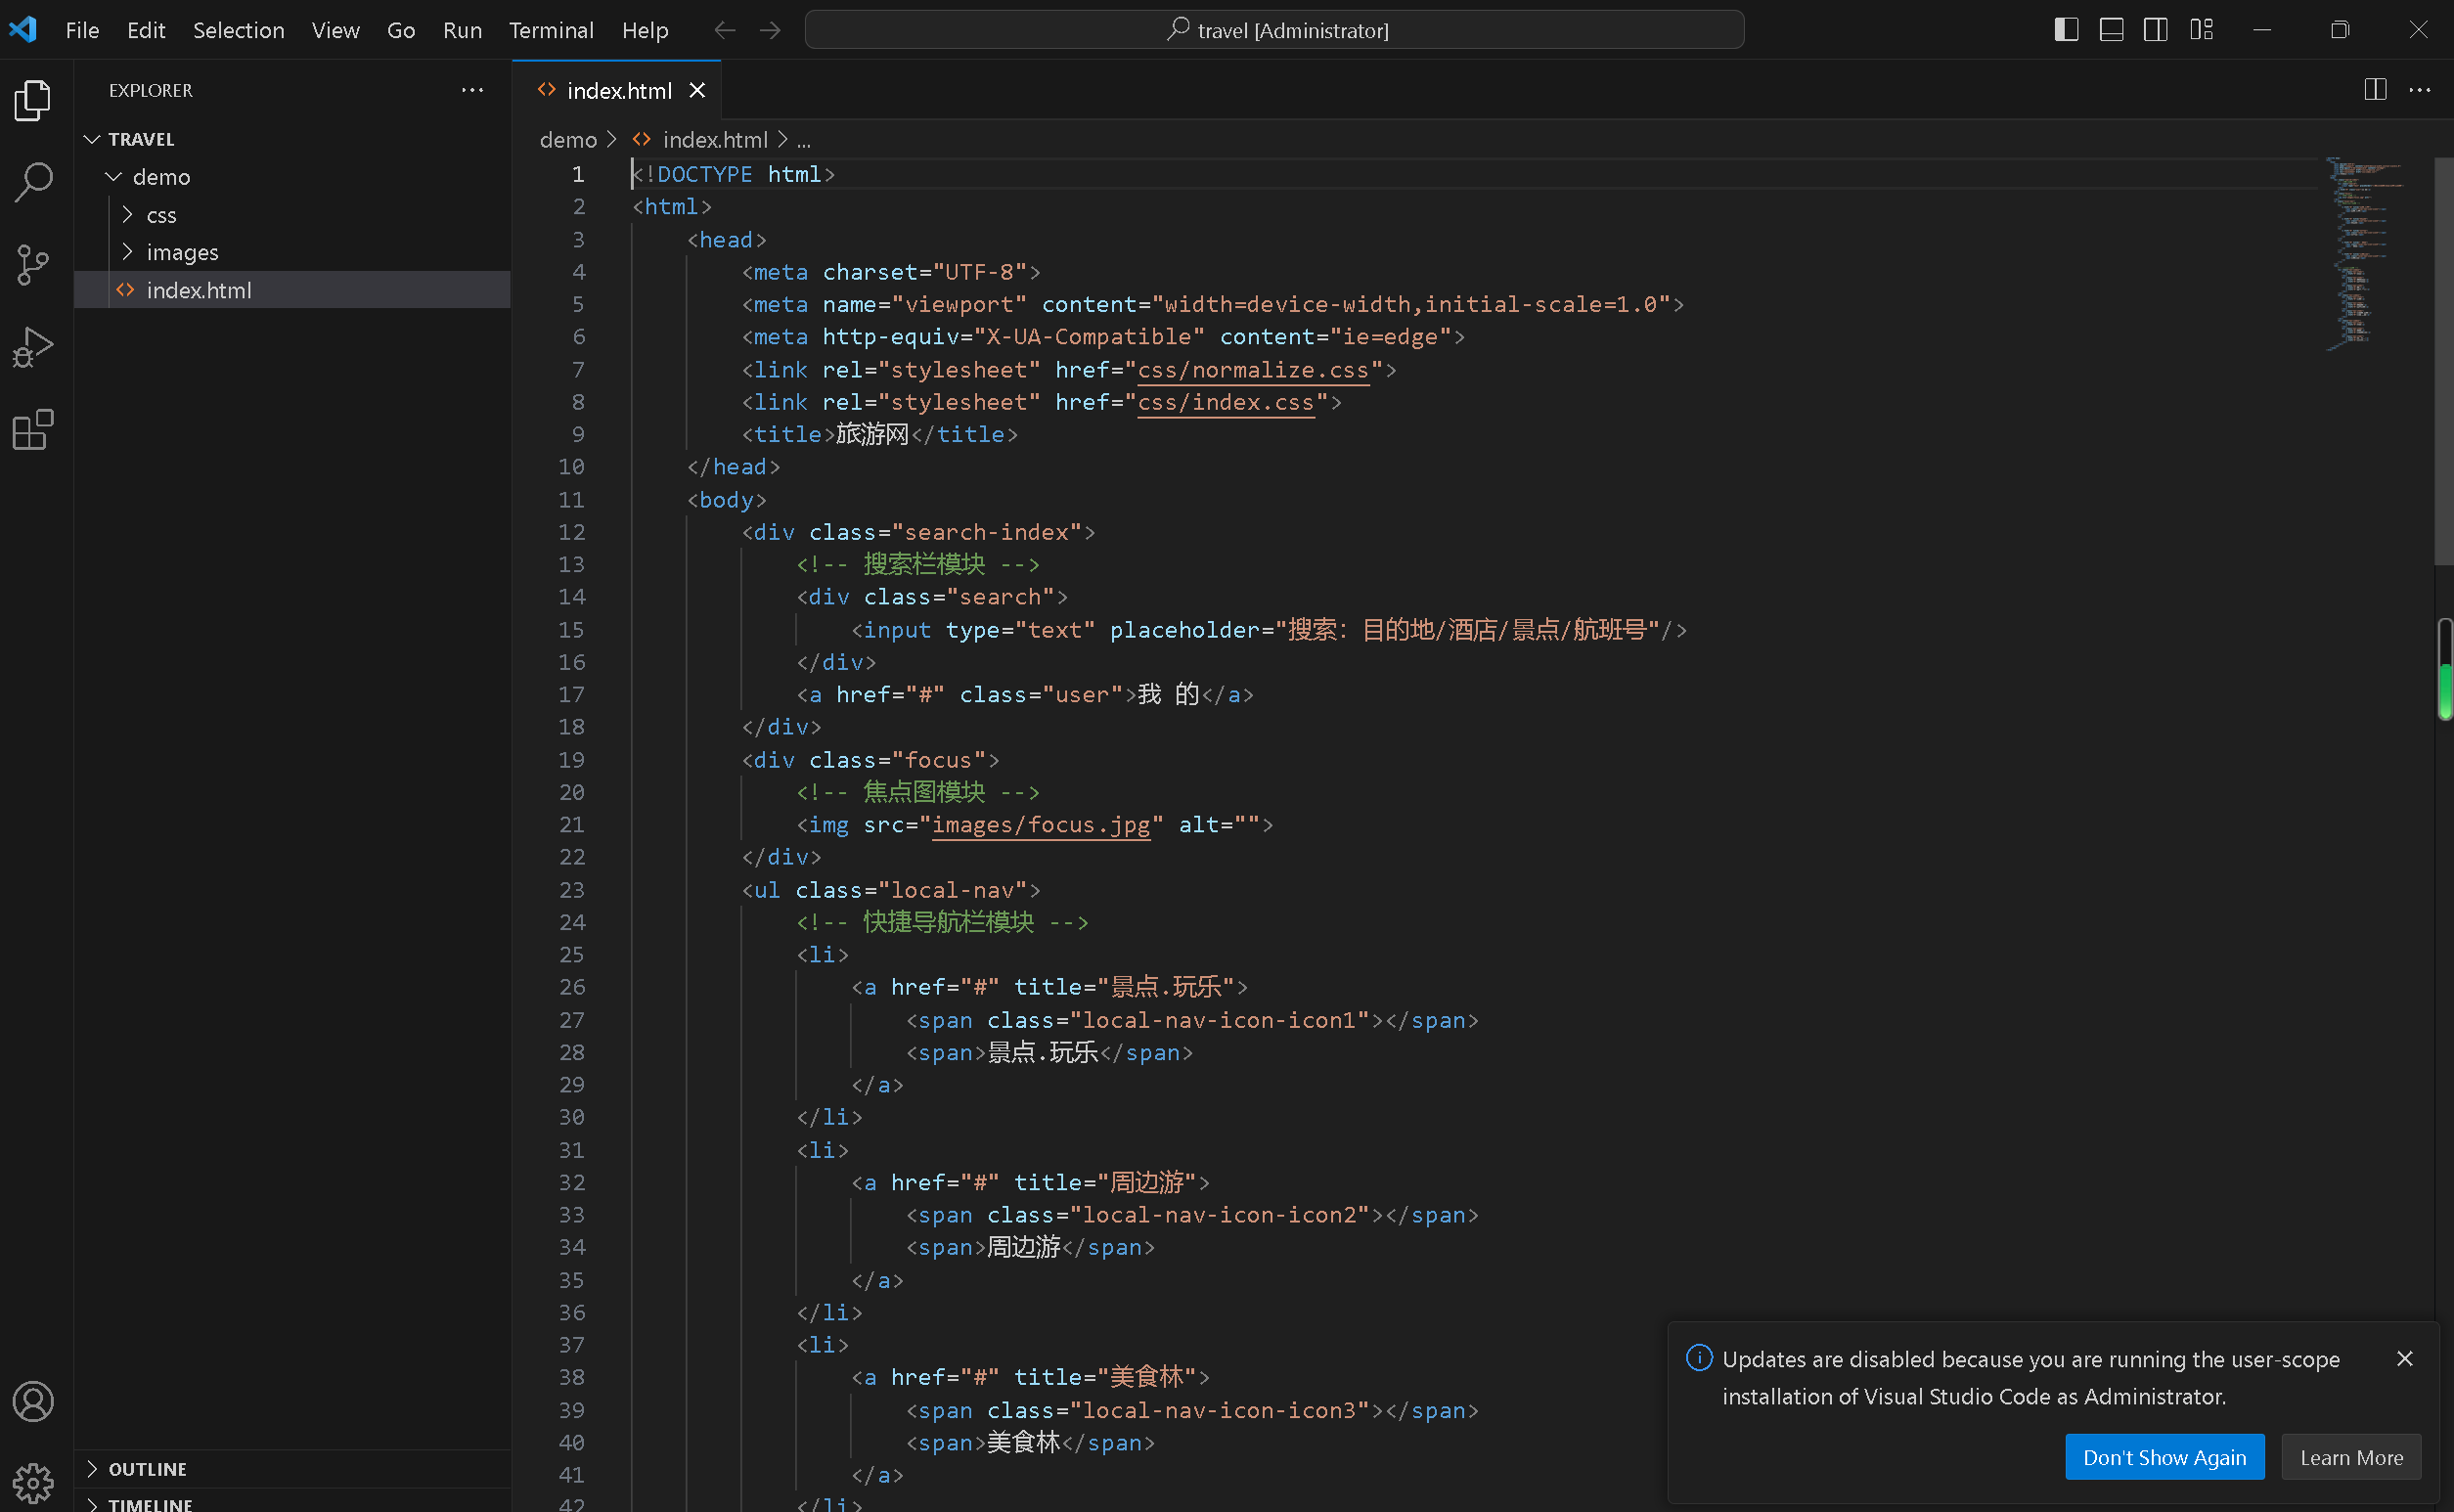 File Edit Selection View Go Run Terminal Help travel [Administrator]
EXPLORER
TRAVEL
demo
css
images
index.html
OUTLINE
TIMELINE
index.html
demo > index.html > ...
1 <!DOCTYPE html>
2 <html>
3 <head>
4 <meta charset="UTF-8">
5 <meta name="viewport" content="width=device-width,initial-scale=1.0">
6 <meta http-equiv="X-UA-Compatible" content="ie=edge">
7 <link rel="stylesheet" href="css/normalize.css">
8 <link rel="stylesheet" href="css/index.css">
9 <title>旅游网</title>
10 </head>
11 <body>
12 <div class="search-index">
13 <!-- 搜索栏模块 -->
14 <div class="search">
15 <input type="text" placeholder="搜索：目的地/酒店/景点/航班号"/>
16 </div>
17 <a href="#" class="user">我 的</a>
18 </div>
19 <div class="focus">
20 <!-- 焦点图模块 -->
21 <img src="images/focus.jpg" alt="">
22 </div>
23 <ul class="local-nav">
24 <!-- 快捷导航栏模块 -->
25 <li>
26 <a href="#" title="景点.玩乐">
27 <span class="local-nav-icon-icon1"></span>
28 <span>景点.玩乐</span>
29 </a>
30 </li>
31 <li>
32 <a href="#" title="周边游">
33 <span class="local-nav-icon-icon2"></span>
34 <span>周边游</span>
35 </a>
36 </li>
37 <li>
38 <a href="#" title="美食林">
39 <span class="local-nav-icon-icon3"></span>
40 <span>美食林</span>
41 </a>
42 </li>
Updates are disabled because you are running the user-scope
installation of Visual Studio Code as Administrator.
Don't Show Again Learn More